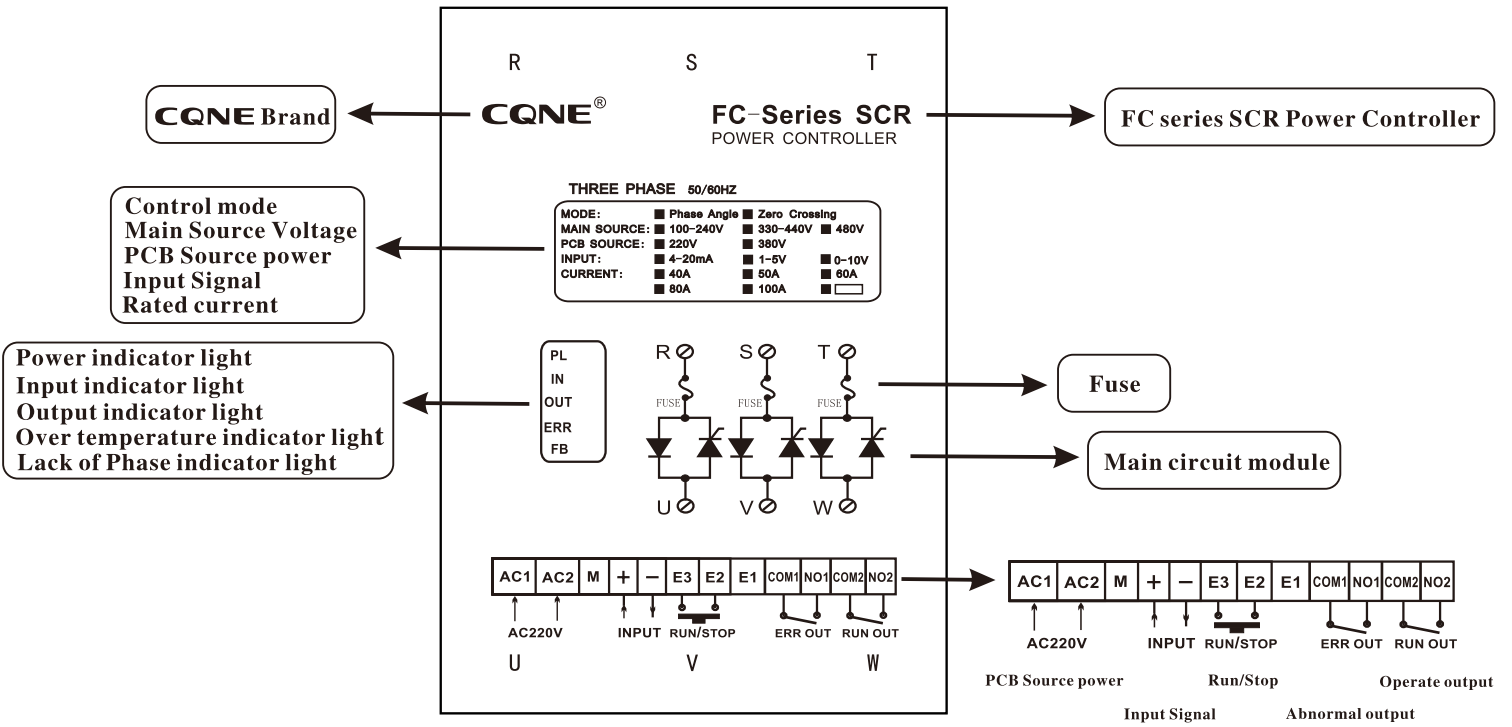 R S T
CQNE Brand
CQNE®
FC-Series SCR
POWER CONTROLLER
FC series SCR Power Controller
THREE PHASE 50/60HZ
MODE: Phase Angle Zero Crossing
MAIN SOURCE: 100-240V 330-440V 480V
PCB SOURCE: 220V 380V
INPUT: 4-20mA 1-5V 0-10V
CURRENT: 40A 50A 60A
80A 100A
Control mode
Main Source Voltage
PCB Source power
Input Signal
Rated current
Power indicator light
Input indicator light
Output indicator light
Over temperature indicator light
Lack of Phase indicator light
PL
IN
OUT
ERR
FB
R S T
FUSE FUSE FUSE
U V W
Fuse
Main circuit module
AC1 AC2 M + − E3 E2 E1 COM1 NO1 COM2 NO2
AC220V INPUT RUN/STOP ERR OUT RUN OUT
U V W
AC1 AC2 M + − E3 E2 E1 COM1 NO1 COM2 NO2
AC220V INPUT RUN/STOP ERR OUT RUN OUT
PCB Source power Run/Stop Operate output
Input Signal Abnormal output